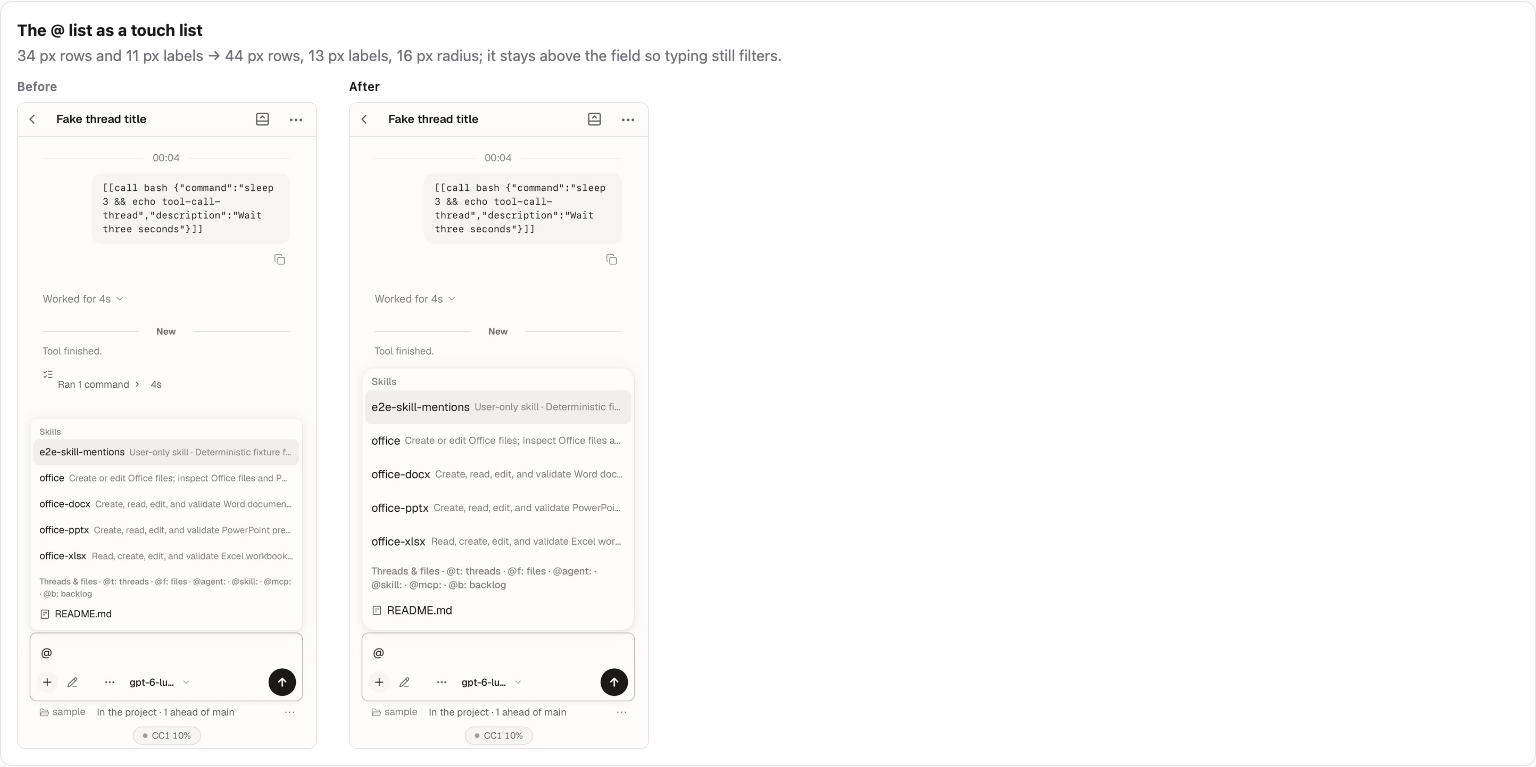 The @ list as a touch list
34 px rows and 11 px labels → 44 px rows, 13 px labels, 16 px radius; it stays above the field so typing still filters.
Before
Fake thread title
00:04
[[call bash {"command":"sleep
3 && echo tool-call-
thread","description":"Wait
three seconds"}]]
Worked for 4s
New
Tool finished.
Ran 1 command > 4s
Skills
e2e-skill-mentions User-only skill · Deterministic fixture f...
office Create or edit Office files; inspect Office files and P...
office-docx Create, read, edit, and validate Word documen...
office-pptx Create, read, edit, and validate PowerPoint pre...
office-xlsx Read, create, edit, and validate Excel workbook...
Threads & files · @t: threads · @f: files · @agent: · @skill: · @mcp:
· @b: backlog
README.md
@
gpt-6-lu...
sample In the project · 1 ahead of main
CC1 10%
After
Fake thread title
00:04
[[call bash {"command":"sleep
3 && echo tool-call-
thread","description":"Wait
three seconds"}]]
Worked for 4s
New
Tool finished.
Skills
e2e-skill-mentions User-only skill · Deterministic fi...
office Create or edit Office files; inspect Office files a...
office-docx Create, read, edit, and validate Word doc...
office-pptx Create, read, edit, and validate PowerPoi...
office-xlsx Read, create, edit, and validate Excel wor...
Threads & files · @t: threads · @f: files · @agent: ·
@skill: · @mcp: · @b: backlog
README.md
@
gpt-6-lu...
sample In the project · 1 ahead of main
CC1 10%